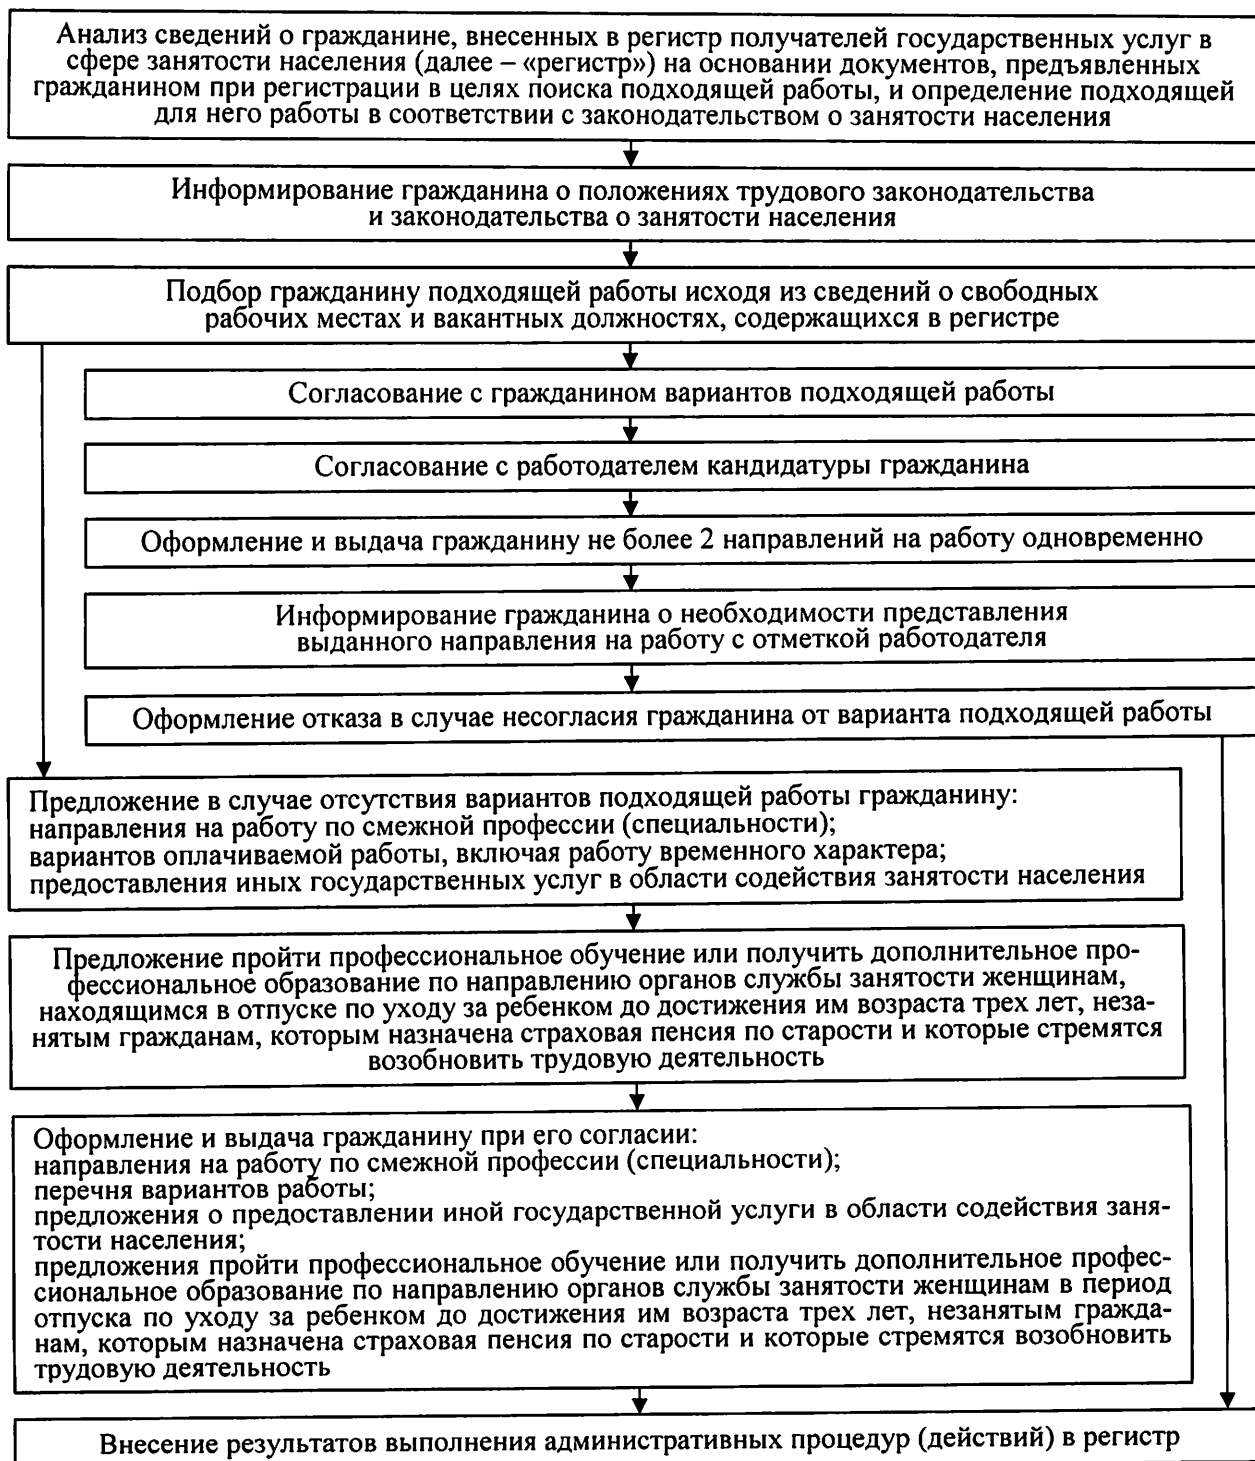 Анализ сведений о гражданине, внесенных в регистр получателей государственных услуг в
сфере занятости населения (далее – «регистр») на основании документов, предъявленных
гражданином при регистрации в целях поиска подходящей работы, и определение подходящей
для него работы в соответствии с законодательством о занятости населения
Информирование гражданина о положениях трудового законодательства
и законодательства о занятости населения
Подбор гражданину подходящей работы исходя из сведений о свободных
рабочих местах и вакантных должностях, содержащихся в регистре
Согласование с гражданином вариантов подходящей работы
Согласование с работодателем кандидатуры гражданина
Оформление и выдача гражданину не более 2 направлений на работу одновременно
Информирование гражданина о необходимости представления
выданного направления на работу с отметкой работодателя
Оформление отказа в случае несогласия гражданина от варианта подходящей работы
Предложение в случае отсутствия вариантов подходящей работы гражданину:
направления на работу по смежной профессии (специальности);
вариантов оплачиваемой работы, включая работу временного характера;
предоставления иных государственных услуг в области содействия занятости населения
Предложение пройти профессиональное обучение или получить дополнительное про-
фессиональное образование по направлению органов службы занятости женщинам,
находящимся в отпуске по уходу за ребенком до достижения им возраста трех лет, неза-
нятым гражданам, которым назначена страховая пенсия по старости и которые стремятся
возобновить трудовую деятельность
Оформление и выдача гражданину при его согласии:
направления на работу по смежной профессии (специальности);
перечня вариантов работы;
предложения о предоставлении иной государственной услуги в области содействия заня-
тости населения;
предложения пройти профессиональное обучение или получить дополнительное профес-
сиональное образование по направлению органов службы занятости женщинам в период
отпуска по уходу за ребенком до достижения им возраста трех лет, незанятым гражда-
нам, которым назначена страховая пенсия по старости и которые стремятся возобновить
трудовую деятельность
Внесение результатов выполнения административных процедур (действий) в регистр